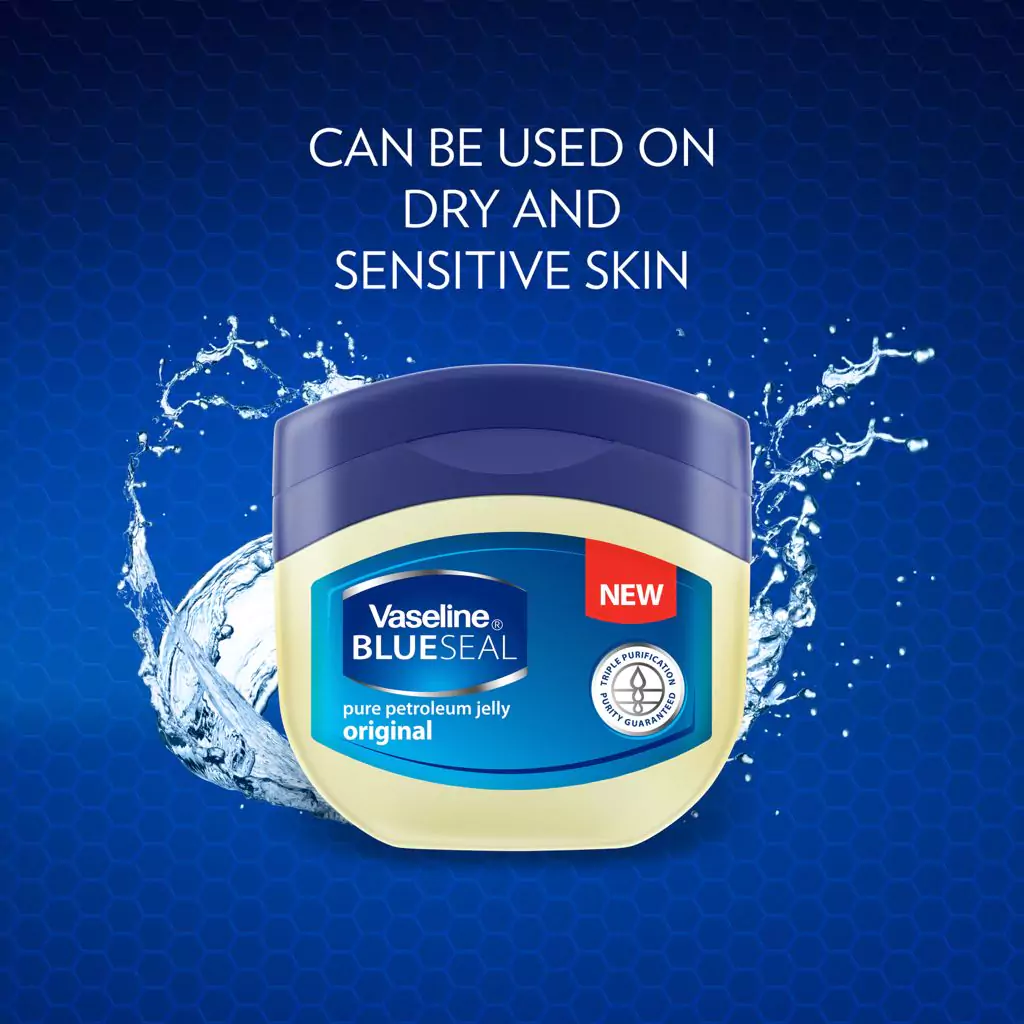 CAN BE USED ON
DRY AND
SENSITIVE SKIN
NEW
Vaseline®
BLUESEAL
TRIPLE PURIFICATION
PURITY GUARANTEED
pure petroleum jelly
original